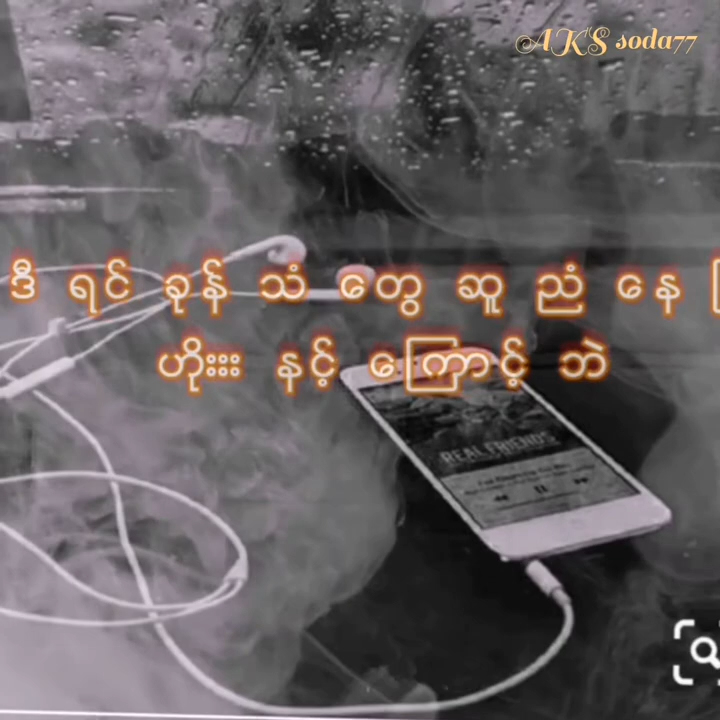 AKS soda77
ဒီ ရင် ခုန် သံ တွေ ဆူ ညံ နေ
ဟိုးးးး နင့် ကြောင့် ဘဲ
REAL FRIENDS